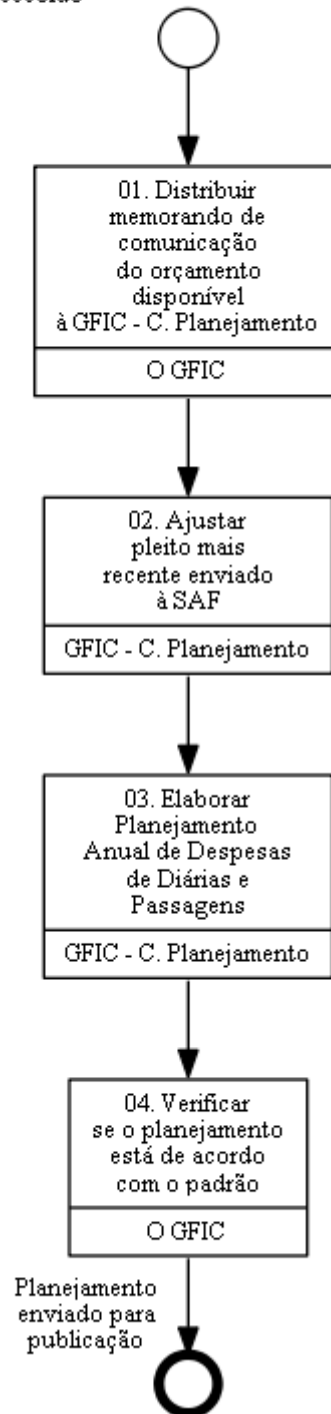 01. Distribuir
memorando de
comunicação
do orçamento
disponível
à GFIC - C. Planejamento
O GFIC
02. Ajustar
pleito mais
recente enviado
à SAF
GFIC - C. Planejamento
03. Elaborar
Planejamento
Anual de Despesas
de Diárias e
Passagens
GFIC - C. Planejamento
04. Verificar
se o planejamento
está de acordo
com o padrão
O GFIC
Planejamento
enviado para
publicação